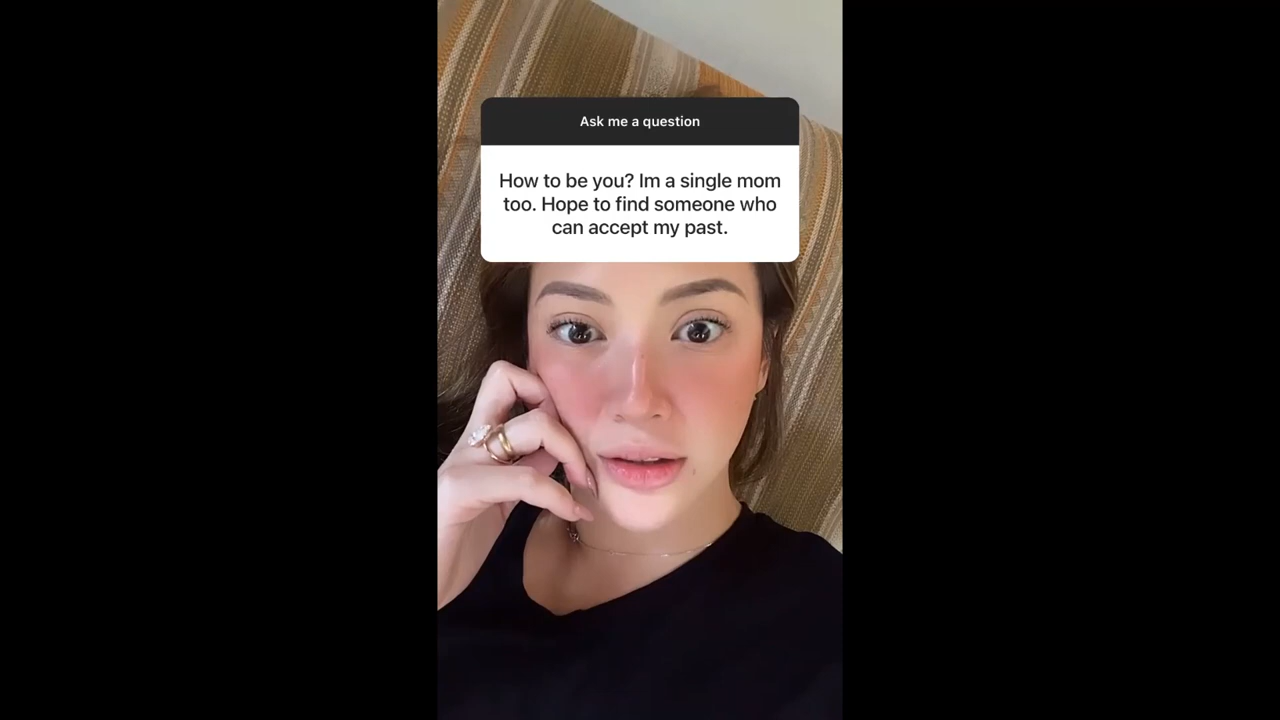 Ask me a question
How to be you? Im a single mom
too. Hope to find someone who
can accept my past.